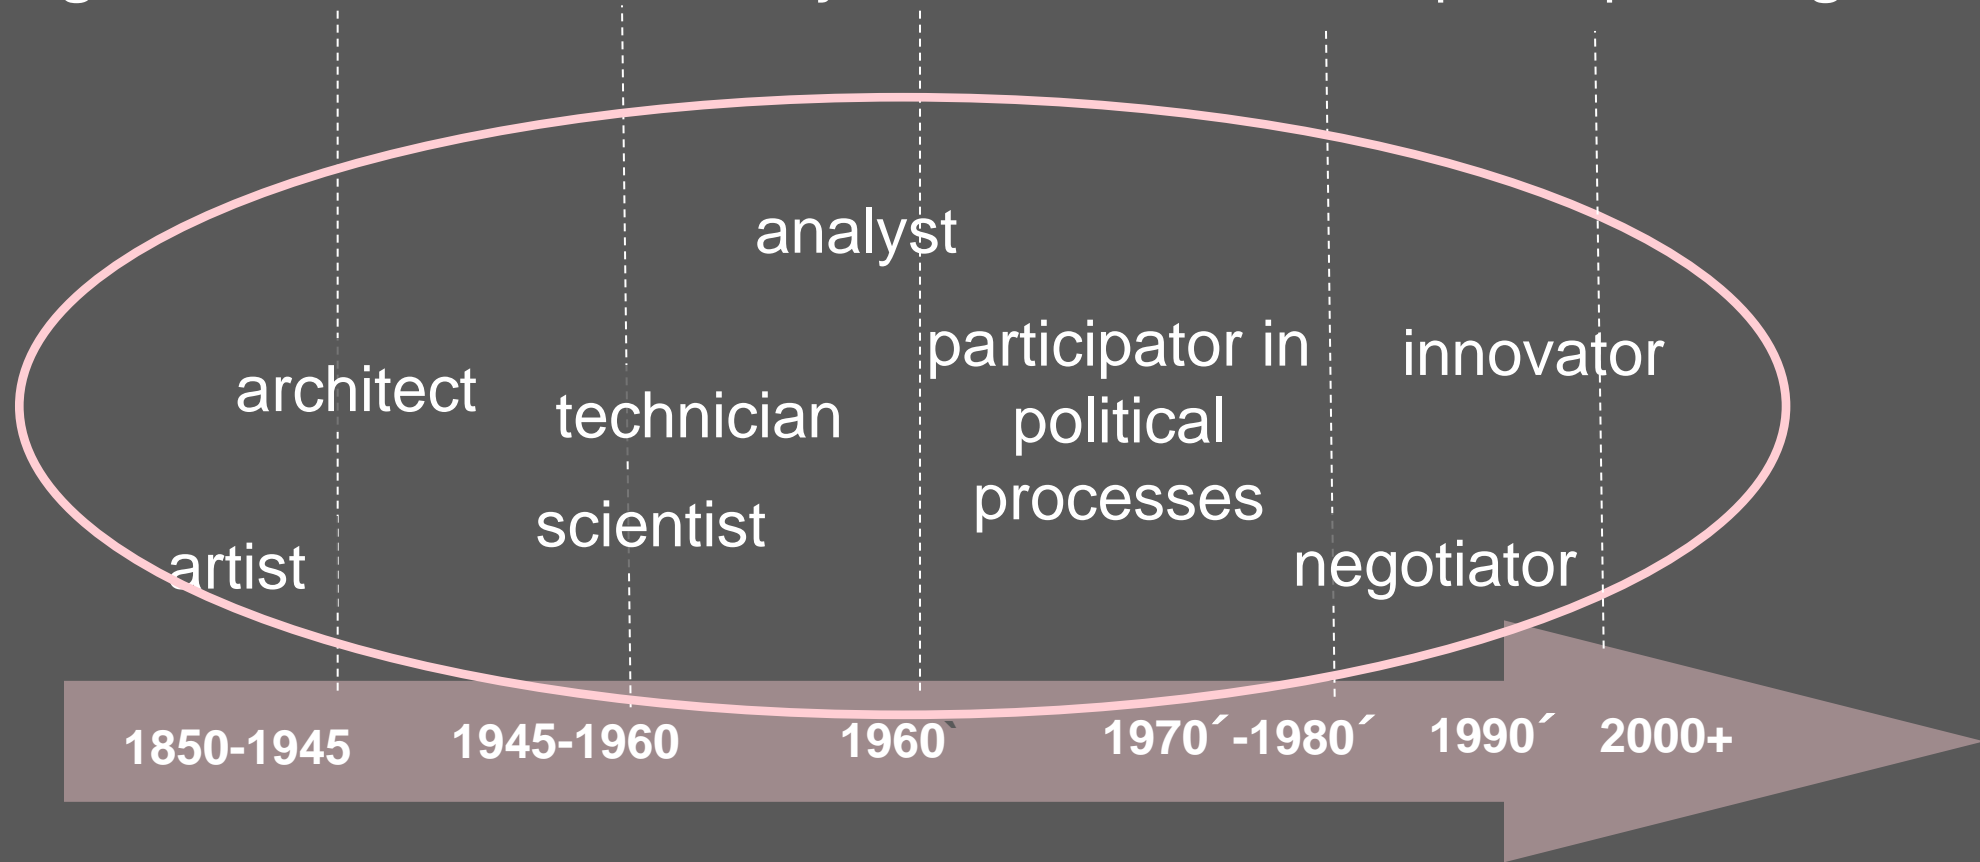 analyst
participator in
political
processes
innovator
architect
technician
scientist
artist
negotiator
1850-1945
1945-1960
1960`
1970´-1980´
1990´
2000+